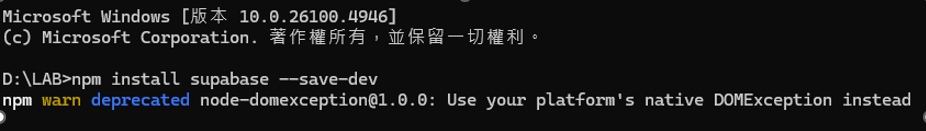 Microsoft Windows [版本 10.0.26100.4946]
(c) Microsoft Corporation. 著作權所有，並保留一切權利。
D:\LAB>npm install supabase --save-dev
npm warn deprecated node-domexception@1.0.0: Use your platform's native DOMException instead